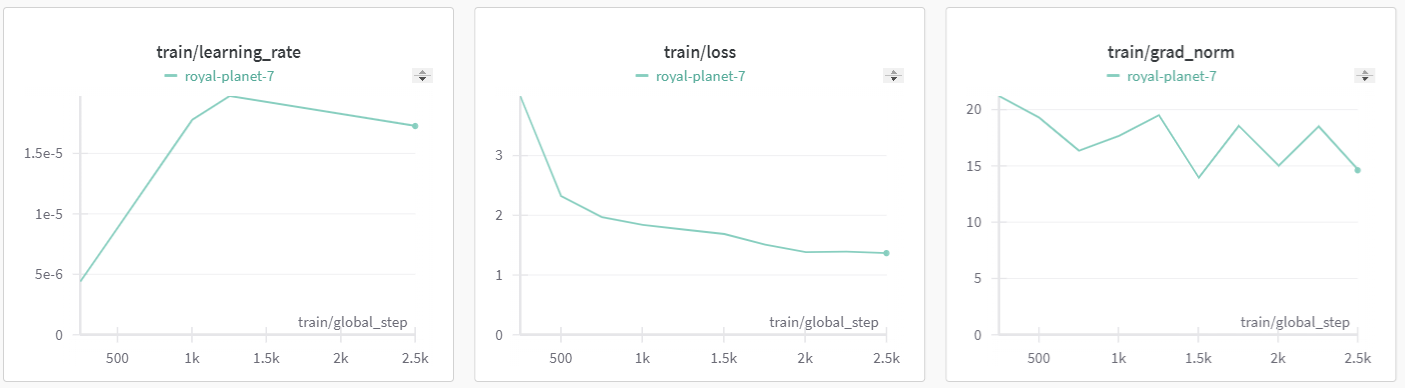 train/learning_rate
royal-planet-7
1.5e-5
1e-5
5e-6
0
train/global_step
500
1k
1.5k
2k
2.5k
train/loss
royal-planet-7
3
2
1
0
train/global_step
500
1k
1.5k
2k
2.5k
train/grad_norm
royal-planet-7
20
15
10
5
0
train/global_step
500
1k
1.5k
2k
2.5k